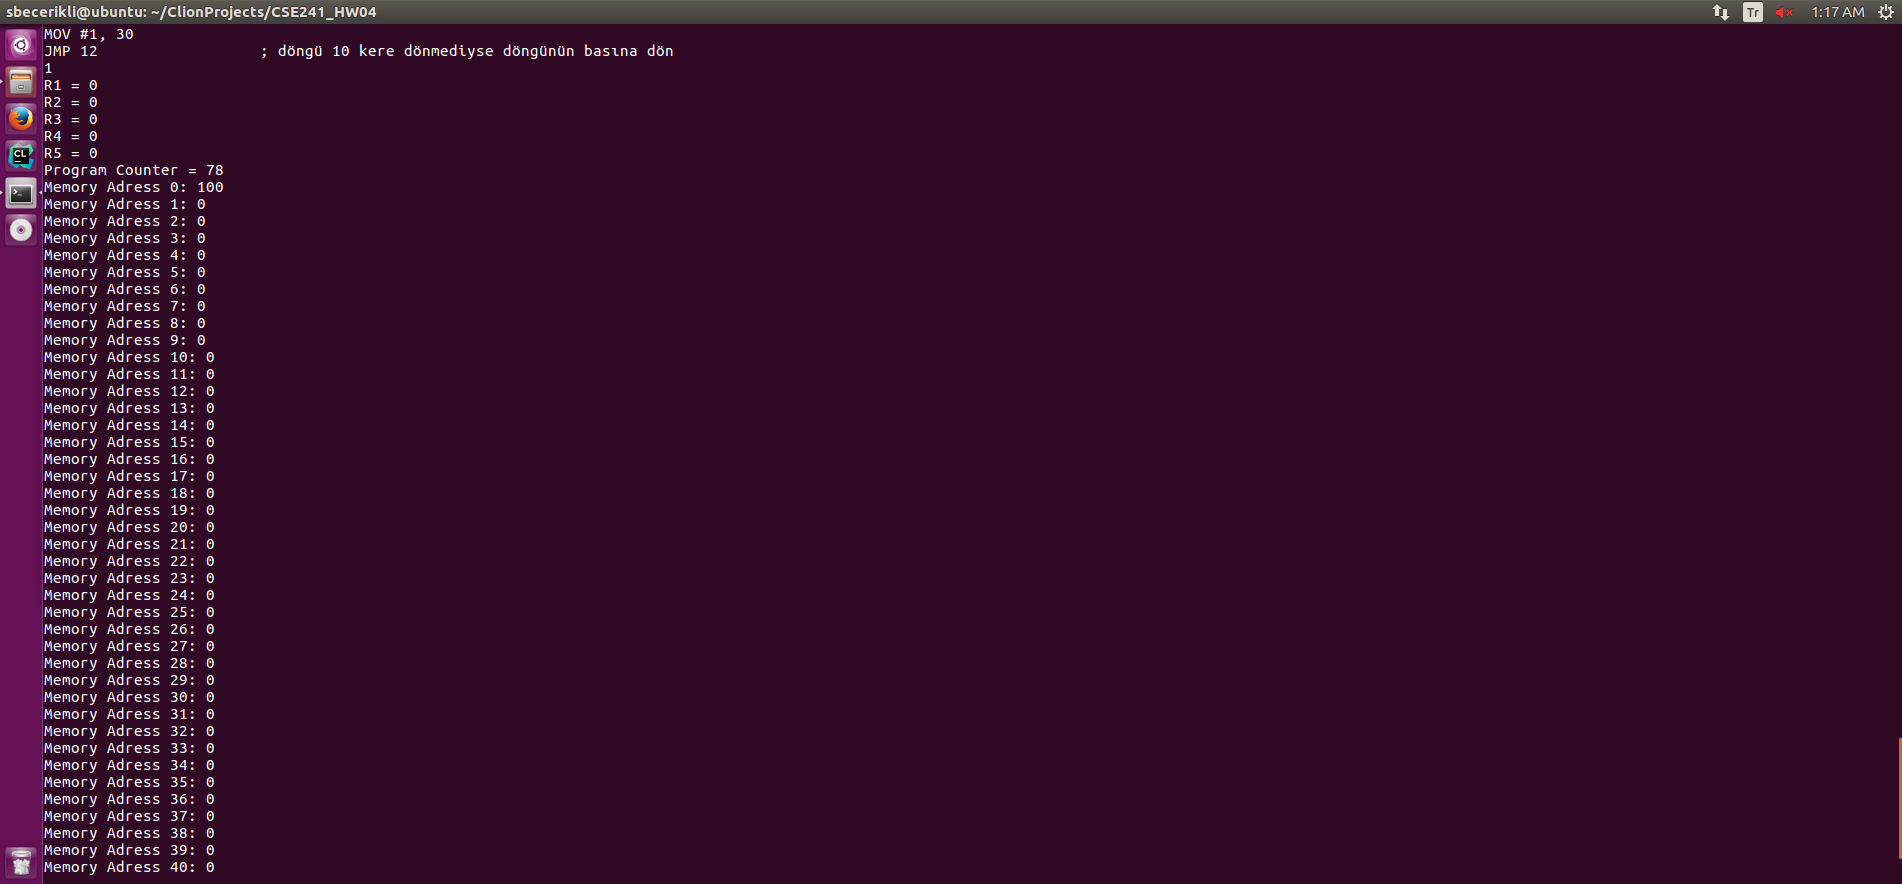 sbecerikli@ubuntu: ~/ClionProjects/CSE241_HW04
Tr
1:17 AM
CL
MOV #1, 30
JMP 12 ; döngü 10 kere dönmediyse döngünün basına dön
1
R1 = 0
R2 = 0
R3 = 0
R4 = 0
R5 = 0
Program Counter = 78
Memory Adress 0: 100
Memory Adress 1: 0
Memory Adress 2: 0
Memory Adress 3: 0
Memory Adress 4: 0
Memory Adress 5: 0
Memory Adress 6: 0
Memory Adress 7: 0
Memory Adress 8: 0
Memory Adress 9: 0
Memory Adress 10: 0
Memory Adress 11: 0
Memory Adress 12: 0
Memory Adress 13: 0
Memory Adress 14: 0
Memory Adress 15: 0
Memory Adress 16: 0
Memory Adress 17: 0
Memory Adress 18: 0
Memory Adress 19: 0
Memory Adress 20: 0
Memory Adress 21: 0
Memory Adress 22: 0
Memory Adress 23: 0
Memory Adress 24: 0
Memory Adress 25: 0
Memory Adress 26: 0
Memory Adress 27: 0
Memory Adress 28: 0
Memory Adress 29: 0
Memory Adress 30: 0
Memory Adress 31: 0
Memory Adress 32: 0
Memory Adress 33: 0
Memory Adress 34: 0
Memory Adress 35: 0
Memory Adress 36: 0
Memory Adress 37: 0
Memory Adress 38: 0
Memory Adress 39: 0
Memory Adress 40: 0